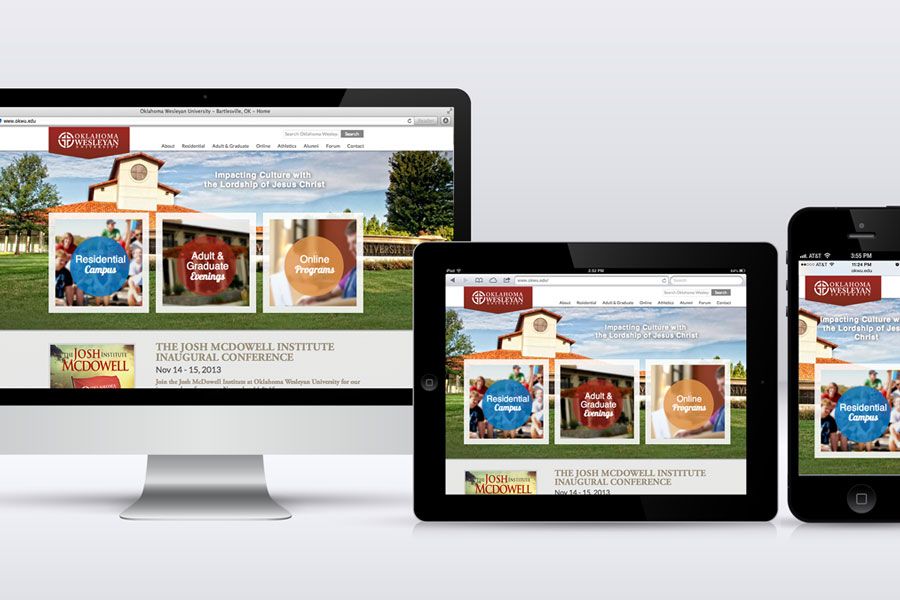 Oklahoma Wesleyan University – Bartlesville, OK – Home
www.okwu.edu
Reader
OKLAHOMA
WESLEYAN
UNIVERSITY
Search Oklahoma Wesleyan
Search
About Residential Adult & Graduate Online Athletics Alumni Forum Contact
Impacting Culture with
the Lordship of Jesus Christ
Residential
Campus
Adult &
Graduate
Evenings
Online
Programs
UNIVERSITY
THE JOSH INSTITUTE
MCDOWELL
THE JOSH MCDOWELL INSTITUTE
INAUGURAL CONFERENCE
Nov 14 - 15, 2013
Join the Josh McDowell Institute at Oklahoma Wesleyan University for our
iPad
3:52 PM
www.okwu.edu/
Search
OKLAHOMA
WESLEYAN
UNIVERSITY
Search Oklahoma Wesleyan
Search
About Residential Adult & Graduate Online Athletics Alumni Forum Contact
Impacting Culture with
the Lordship of Jesus Christ
Residential
Campus
Adult &
Graduate
Evenings
Online
Programs
THE JOSH INSTITUTE
MCDOWELL
THE JOSH MCDOWELL INSTITUTE
INAUGURAL CONFERENCE
Nov 14 - 15, 2013
AT&T 3:55 PM
AT&T 11:24 PM
okwu.edu
OKLAHOMA
WESLEYAN
UNIVERSITY
Impacting Culture with
the Lordship of Jesus
Christ
Residential
Campus